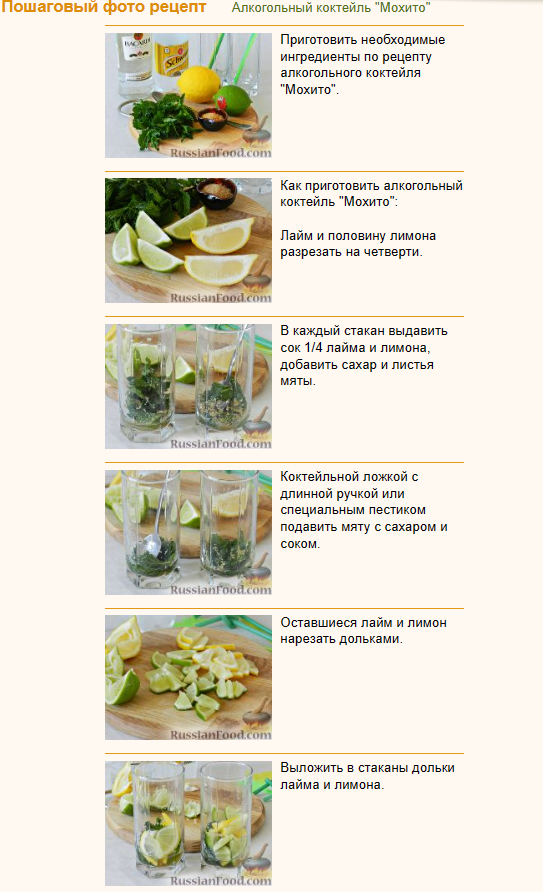 Пошаговый фото рецепт Алкогольный коктейль "Мохито"
BACARDI
Приготовить необходимые
ингредиенты по рецепту
алкогольного коктейля
"Мохито".
RussianFood.com
Как приготовить алкогольный
коктейль "Мохито":
Лайм и половину лимона
разрезать на четверти.
RussianFood.com
В каждый стакан выдавить
сок 1/4 лайма и лимона,
добавить сахар и листья
мяты.
RussianFood.com
Коктейльной ложкой с
длинной ручкой или
специальным пестиком
подавить мяту с сахаром и
соком.
RussianFood.com
Оставшиеся лайм и лимон
нарезать дольками.
RussianFood.com
Выложить в стаканы дольки
лайма и лимона.
RussianFood.com